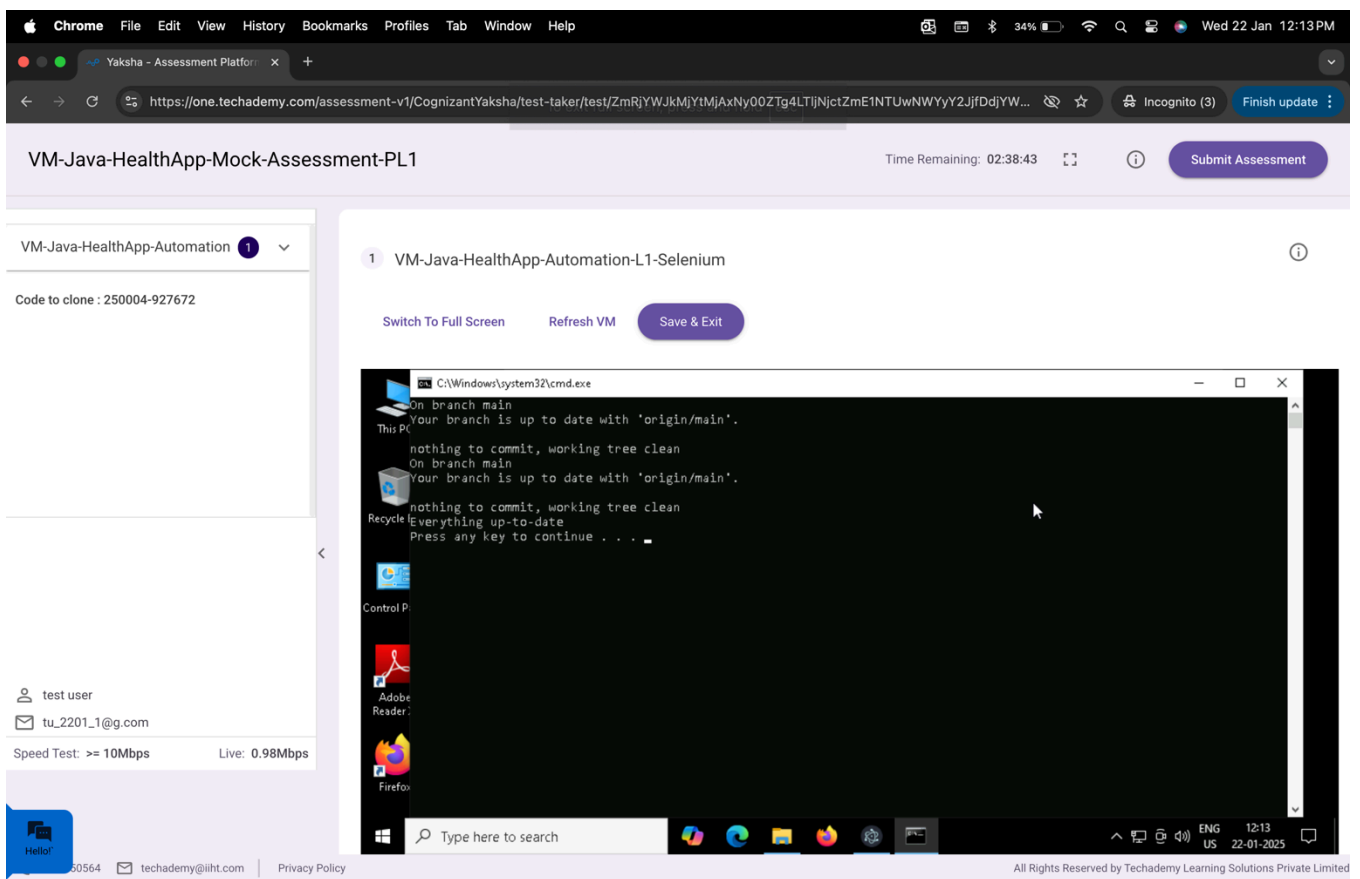 Chrome File Edit View History Bookmarks Profiles Tab Window Help 34% Wed 22 Jan 12:13 PM
Yaksha - Assessment Platfor
https://one.techademy.com/assessment-v1/CognizantYaksha/test-taker/test/ZmRjYWJkMjYtMjAxNy00ZTg4LTljNjctZmE1NTUwNWYyY2JjfDdjYW... Incognito (3) Finish update
VM-Java-HealthApp-Mock-Assessment-PL1 Time Remaining: 02:38:43 Submit Assessment
VM-Java-HealthApp-Automation 1
Code to clone : 250004-927672
1 VM-Java-HealthApp-Automation-L1-Selenium
Switch To Full Screen Refresh VM Save & Exit
C:\Windows\system32\cmd.exe
On branch main
Your branch is up to date with 'origin/main'.
nothing to commit, working tree clean
On branch main
Your branch is up to date with 'origin/main'.
nothing to commit, working tree clean
Everything up-to-date
Press any key to continue . . .
This PC
Recycle
Control P
Adobe
Reader
Firefox
Type here to search
ENG
US
12:13
22-01-2025
test user
tu_2201_1@g.com
Speed Test: >= 10Mbps Live: 0.98Mbps
Hello!
50564 techademy@iiht.com Privacy Policy All Rights Reserved by Techademy Learning Solutions Private Limited